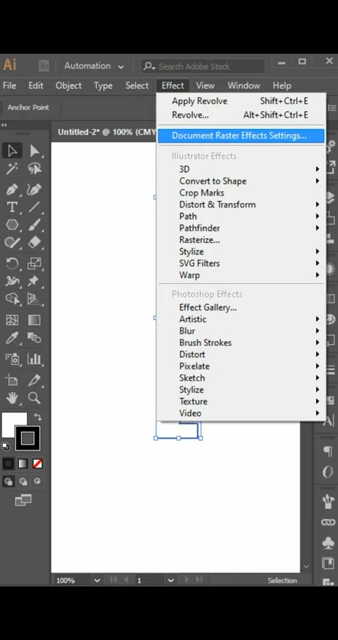 Ai Br Automation Search Adobe Stock
File Edit Object Type Select Effect View Window Help
Anchor Point
Apply Revolve Shift+Ctrl+E
Revolve... Alt+Shift+Ctrl+E
Untitled-2* @ 100% (CMY
Document Raster Effects Settings...
Illustrator Effects
3D
Convert to Shape
Crop Marks
Distort & Transform
Path
Pathfinder
Rasterize...
Stylize
SVG Filters
Warp
Photoshop Effects
Effect Gallery...
Artistic
Blur
Brush Strokes
Distort
Pixelate
Sketch
Stylize
Texture
Video
100% 1 Selection